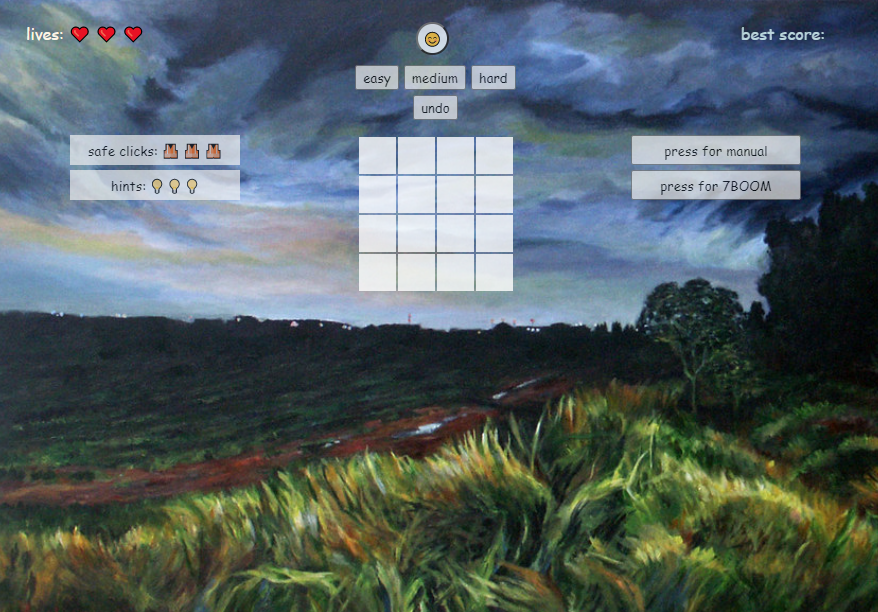 lives:
best score:
easy medium hard
undo
safe clicks:
press for manual
hints:
press for 7BOOM